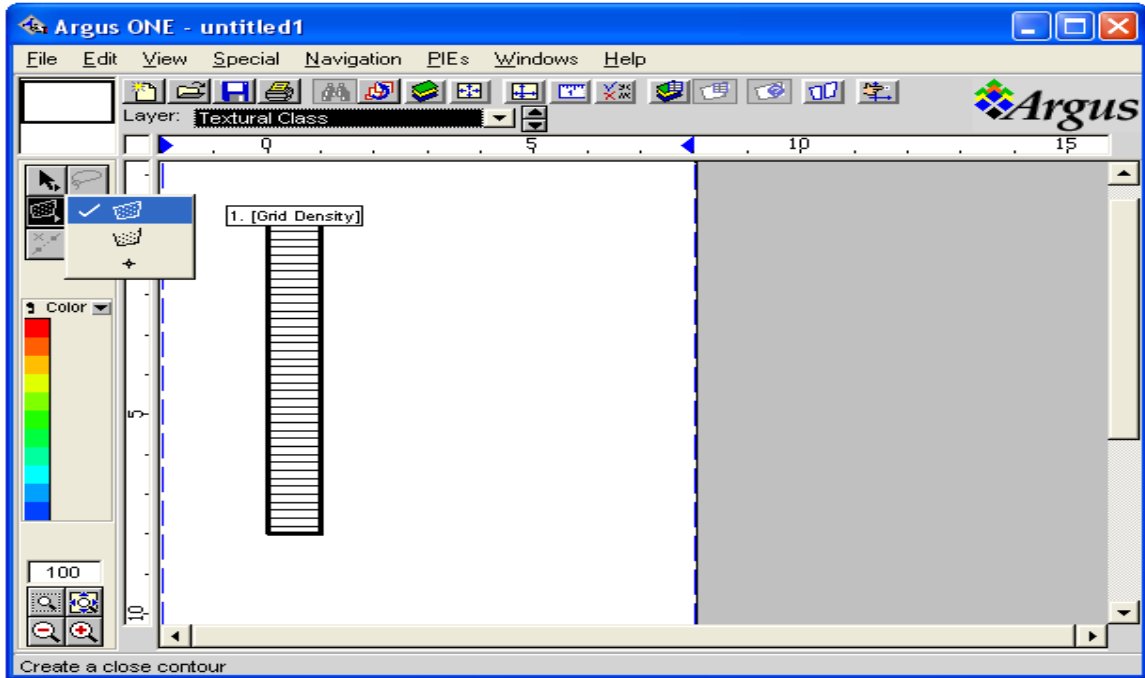 Argus ONE - untitled1
File Edit View Special Navigation PIEs Windows Help
Layer: Textural Class
Argus
0 5 10 15
1. [Grid Density]
Color
5
10
100
Create a close contour